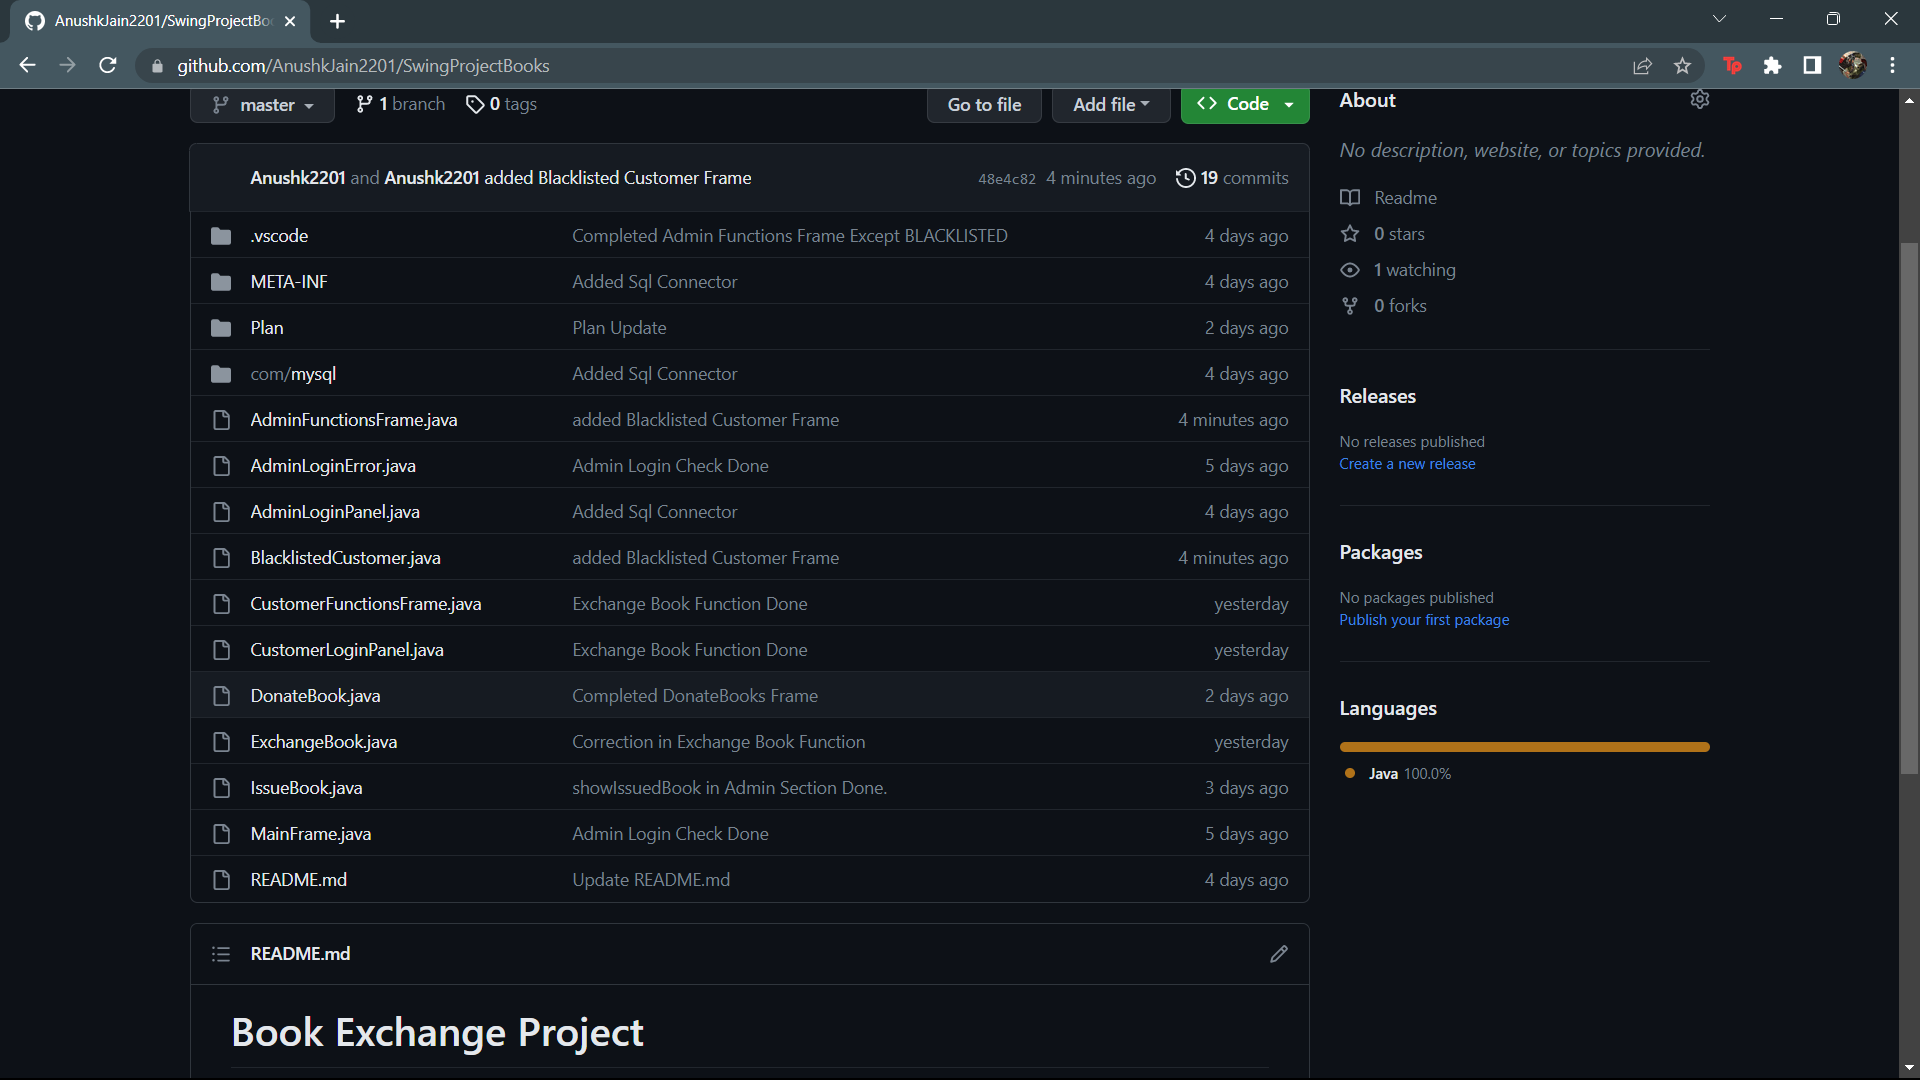 AnushkJain2201/SwingProjectBo
github.com/AnushkJain2201/SwingProjectBooks
Tp
master 1 branch 0 tags Go to file Add file <> Code
Anushk2201 and Anushk2201 added Blacklisted Customer Frame 48e4c82 4 minutes ago 19 commits
.vscode Completed Admin Functions Frame Except BLACKLISTED 4 days ago
META-INF Added Sql Connector 4 days ago
Plan Plan Update 2 days ago
com/mysql Added Sql Connector 4 days ago
AdminFunctionsFrame.java added Blacklisted Customer Frame 4 minutes ago
AdminLoginError.java Admin Login Check Done 5 days ago
AdminLoginPanel.java Added Sql Connector 4 days ago
BlacklistedCustomer.java added Blacklisted Customer Frame 4 minutes ago
CustomerFunctionsFrame.java Exchange Book Function Done yesterday
CustomerLoginPanel.java Exchange Book Function Done yesterday
DonateBook.java Completed DonateBooks Frame 2 days ago
ExchangeBook.java Correction in Exchange Book Function yesterday
IssueBook.java showIssuedBook in Admin Section Done. 3 days ago
MainFrame.java Admin Login Check Done 5 days ago
README.md Update README.md 4 days ago
README.md
Book Exchange Project
About
No description, website, or topics provided.
Readme
0 stars
1 watching
0 forks
Releases
No releases published
Create a new release
Packages
No packages published
Publish your first package
Languages
Java 100.0%